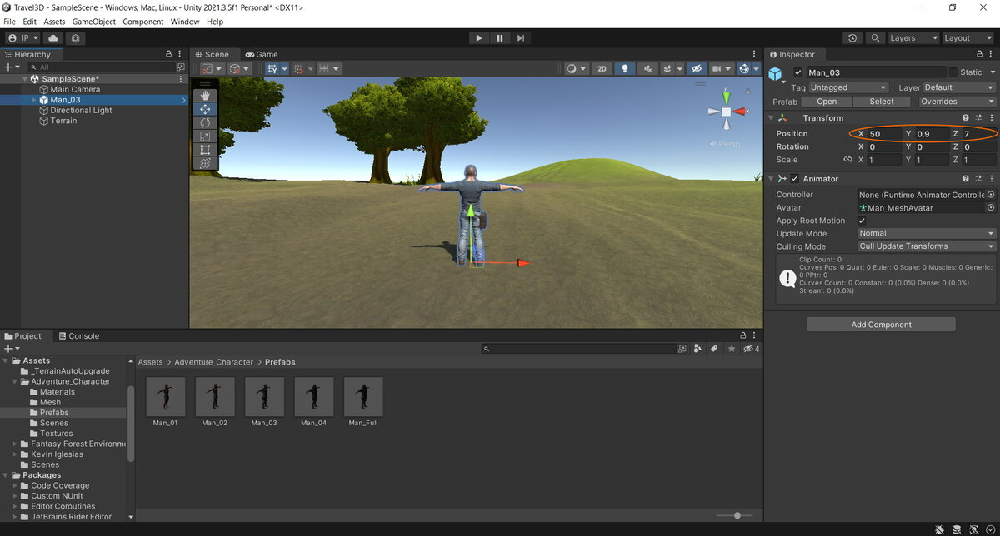 Travel3D - SampleScene - Windows, Mac, Linux - Unity 2021.3.5f1 Personal* <DX11>
File Edit Assets GameObject Component Window Help
IP Layers Layout
Hierarchy
All
SampleScene*
Main Camera
Man_03
Directional Light
Terrain
Scene Game
2D
y
x
Persp
Inspector
Man_03 Static
Tag Untagged Layer Default
Prefab Open Select Overrides
Transform
Position X 50 Y 0.9 Z 7
Rotation X 0 Y 0 Z 0
Scale X 1 Y 1 Z 1
Animator
Controller None (Runtime Animator Controlle
Avatar Man_MeshAvatar
Apply Root Motion
Update Mode Normal
Culling Mode Cull Update Transforms
Clip Count: 0
Curves Pos: 0 Quat: 0 Euler: 0 Scale: 0 Muscles: 0 Generic:
0 PPtr: 0
Curves Count: 0 Constant: 0 (0.0%) Dense: 0 (0.0%)
Stream: 0 (0.0%)
Add Component
Project Console
4
Assets
_TerrainAutoUpgrade
Adventure_Character
Materials
Mesh
Prefabs
Scenes
Textures
Fantasy Forest Environme
Kevin Iglesias
Scenes
Packages
Code Coverage
Custom NUnit
Editor Coroutines
JetBrains Rider Editor
Assets > Adventure_Character > Prefabs
Man_01 Man_02 Man_03 Man_04 Man_Full